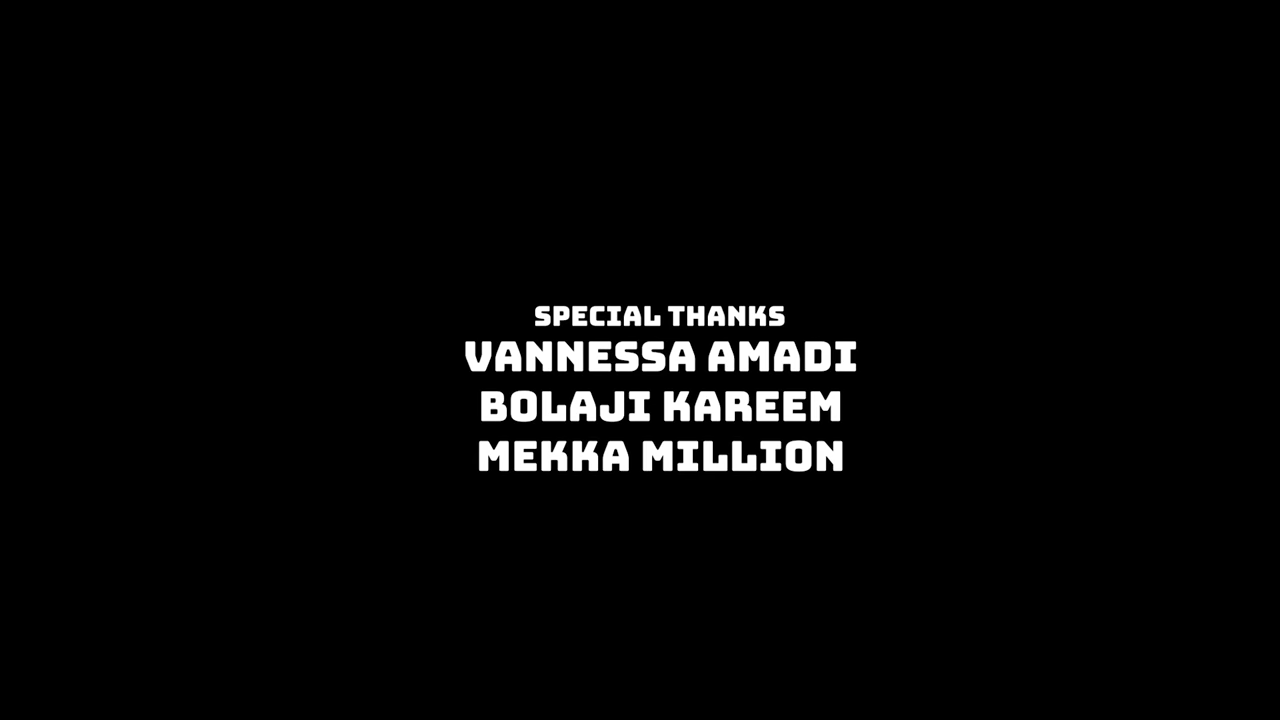 SPECIAL THANKS
VANNESSA AMADI
BOLAJI KAREEM
MEKKA MILLION